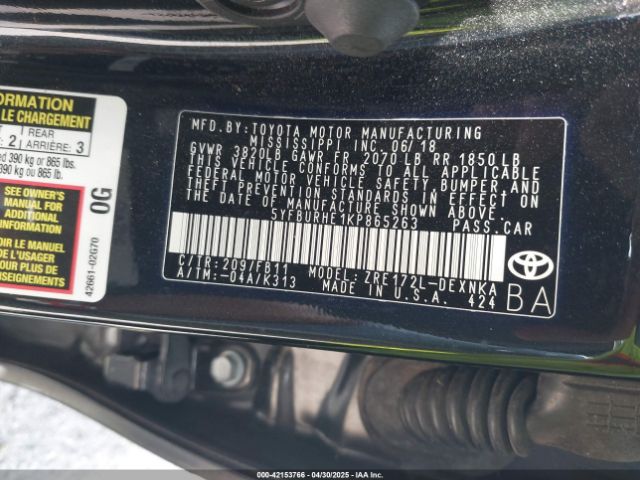 FORMATION
LE CHARGEMENT
2
REAR
ARRIÈRE: 3
390 kg or 865 lbs.
390 kg ou 865 lb.
SEE OWNER'S
MANUAL FOR
ADDITIONAL
INFORMATION
VOIR LE MANUEL
DE L'USAGER
POUR PLUS DE
0G
42661-02G70
MFD.BY:TOYOTA MOTOR MANUFACTURING
MISSISSIPPI INC. 06/18
GVWR 3820LB GAWR FR 2070 LB RR 1850 LB
THIS VEHICLE CONFORMS TO ALL APPLICABLE
FEDERAL MOTOR VEHICLE SAFETY, BUMPER, AND
THEFT PREVENTION STANDARDS IN EFFECT ON
THE DATE OF MANUFACTURE SHOWN ABOVE.
5YFBURHE1KP865263 PASS.CAR
C/TR:209/FB11 MODEL: ZRE172L-DEXNKA
A/TM:-04A/K313 MADE IN U.S.A. 424
TOYOTA
BA
000-42153766 - 04/30/2025 - IAAI.COM